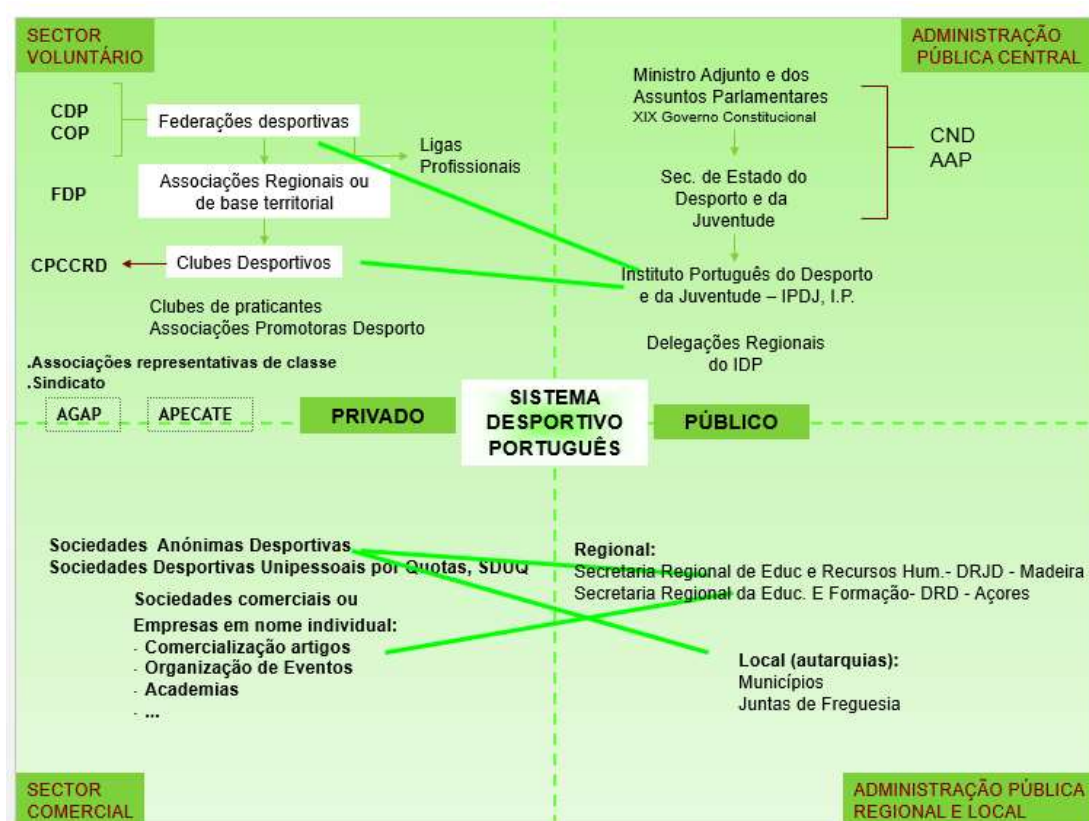 SECTOR
VOLUNTÁRIO
CDP
COP
Federações desportivas
Ligas
Profissionais
FDP
Associações Regionais ou
de base territorial
CPCCRD
Clubes Desportivos
Clubes de praticantes
Associações Promotoras Desporto
.Associações representativas de classe
.Sindicato
AGAP
APECATE
ADMINISTRAÇÃO
PÚBLICA CENTRAL
Ministro Adjunto e dos
Assuntos Parlamentares
XIX Governo Constitucional
CND
AAP
Sec. de Estado do
Desporto e da
Juventude
Instituto Português do Desporto
e da Juventude – IPDJ, I.P.
Delegações Regionais
do IDP
PRIVADO
SISTEMA
DESPORTIVO
PORTUGUÊS
PÚBLICO
Sociedades Anónimas Desportivas
Sociedades Desportivas Unipessoais por Quotas, SDUQ
Sociedades comerciais ou
Empresas em nome individual:
- Comercialização artigos
- Organização de Eventos
- Academias
- ...
SECTOR
COMERCIAL
Regional:
Secretaria Regional de Educ e Recursos Hum.- DRJD - Madeira
Secretaria Regional da Educ. E Formação- DRD - Açores
Local (autarquias):
Municípios
Juntas de Freguesia
ADMINISTRAÇÃO PÚBLICA
REGIONAL E LOCAL